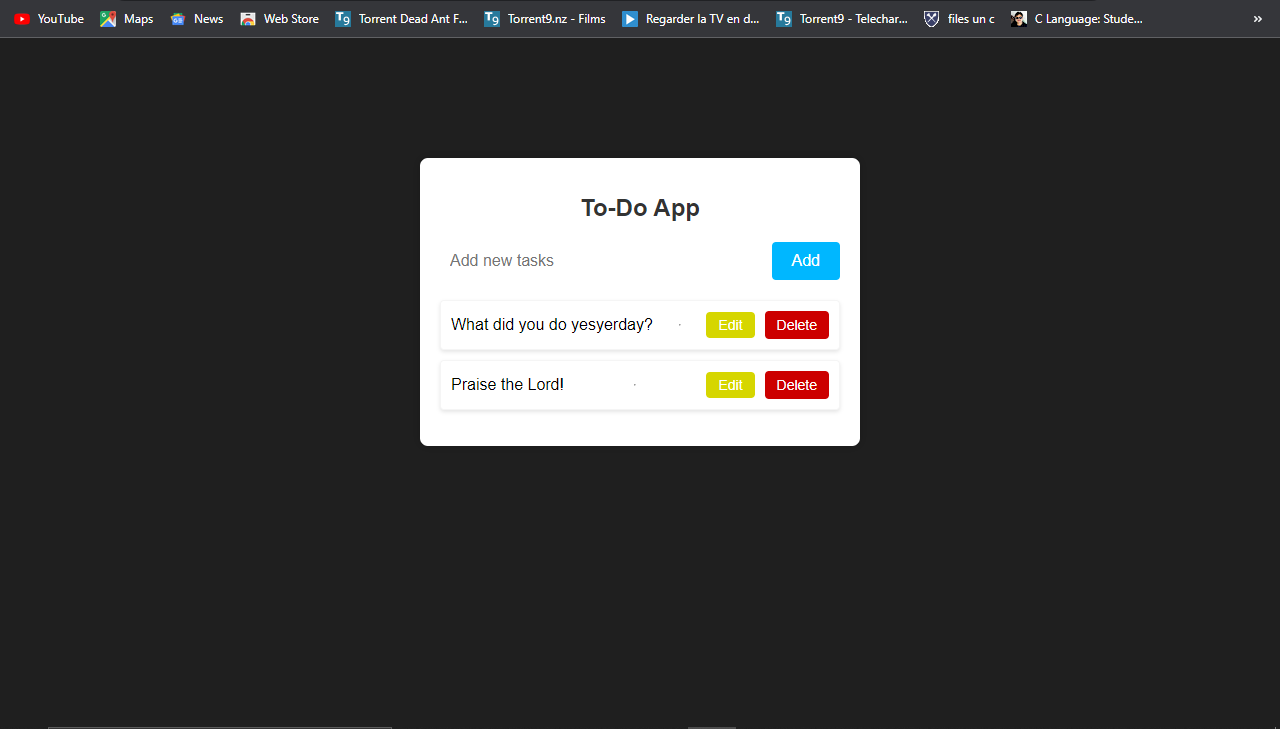 YouTube Maps News Web Store Torrent Dead Ant F... Torrent9.nz - Films Regarder la TV en d... Torrent9 - Telechar... files un c C Language: Stude... »
To-Do App
Add new tasks Add
What did you do yesyerday? · Edit Delete
Praise the Lord! · Edit Delete